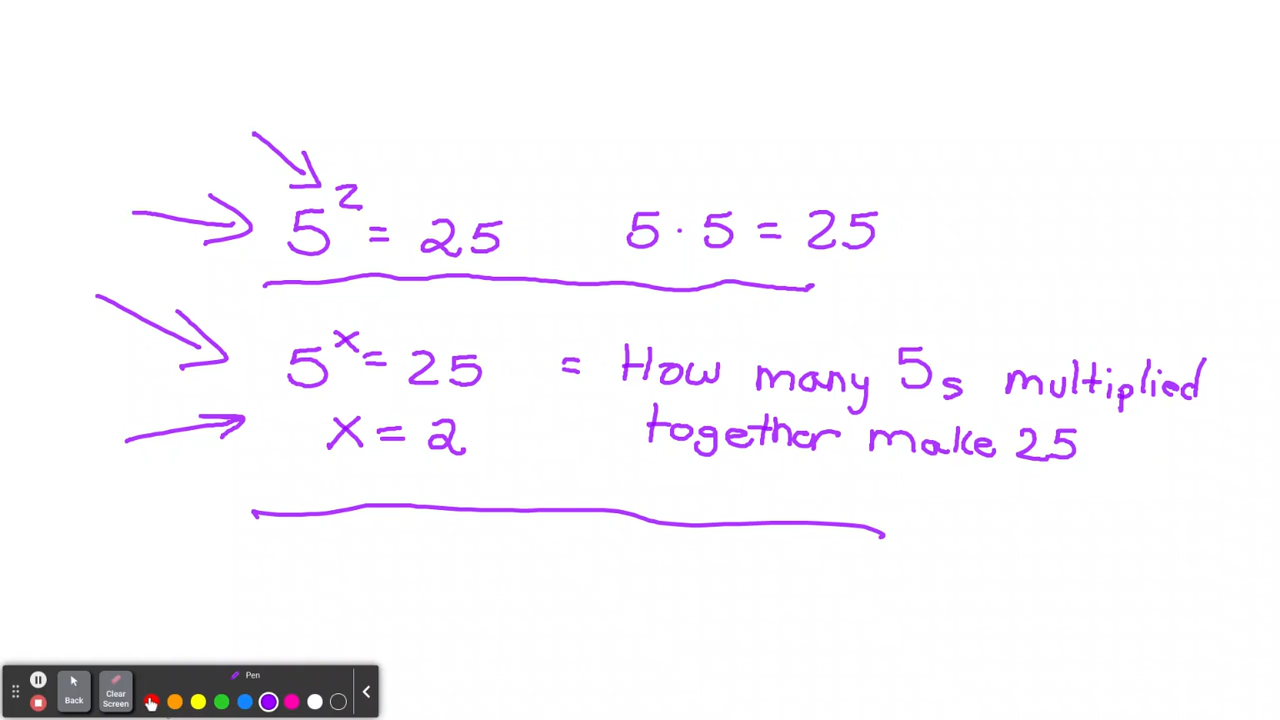 5² = 25 5 · 5 = 25
5ˣ = 25 = How many 5s multiplied
x = 2 together make 25
Pen
Back
Clear
Screen